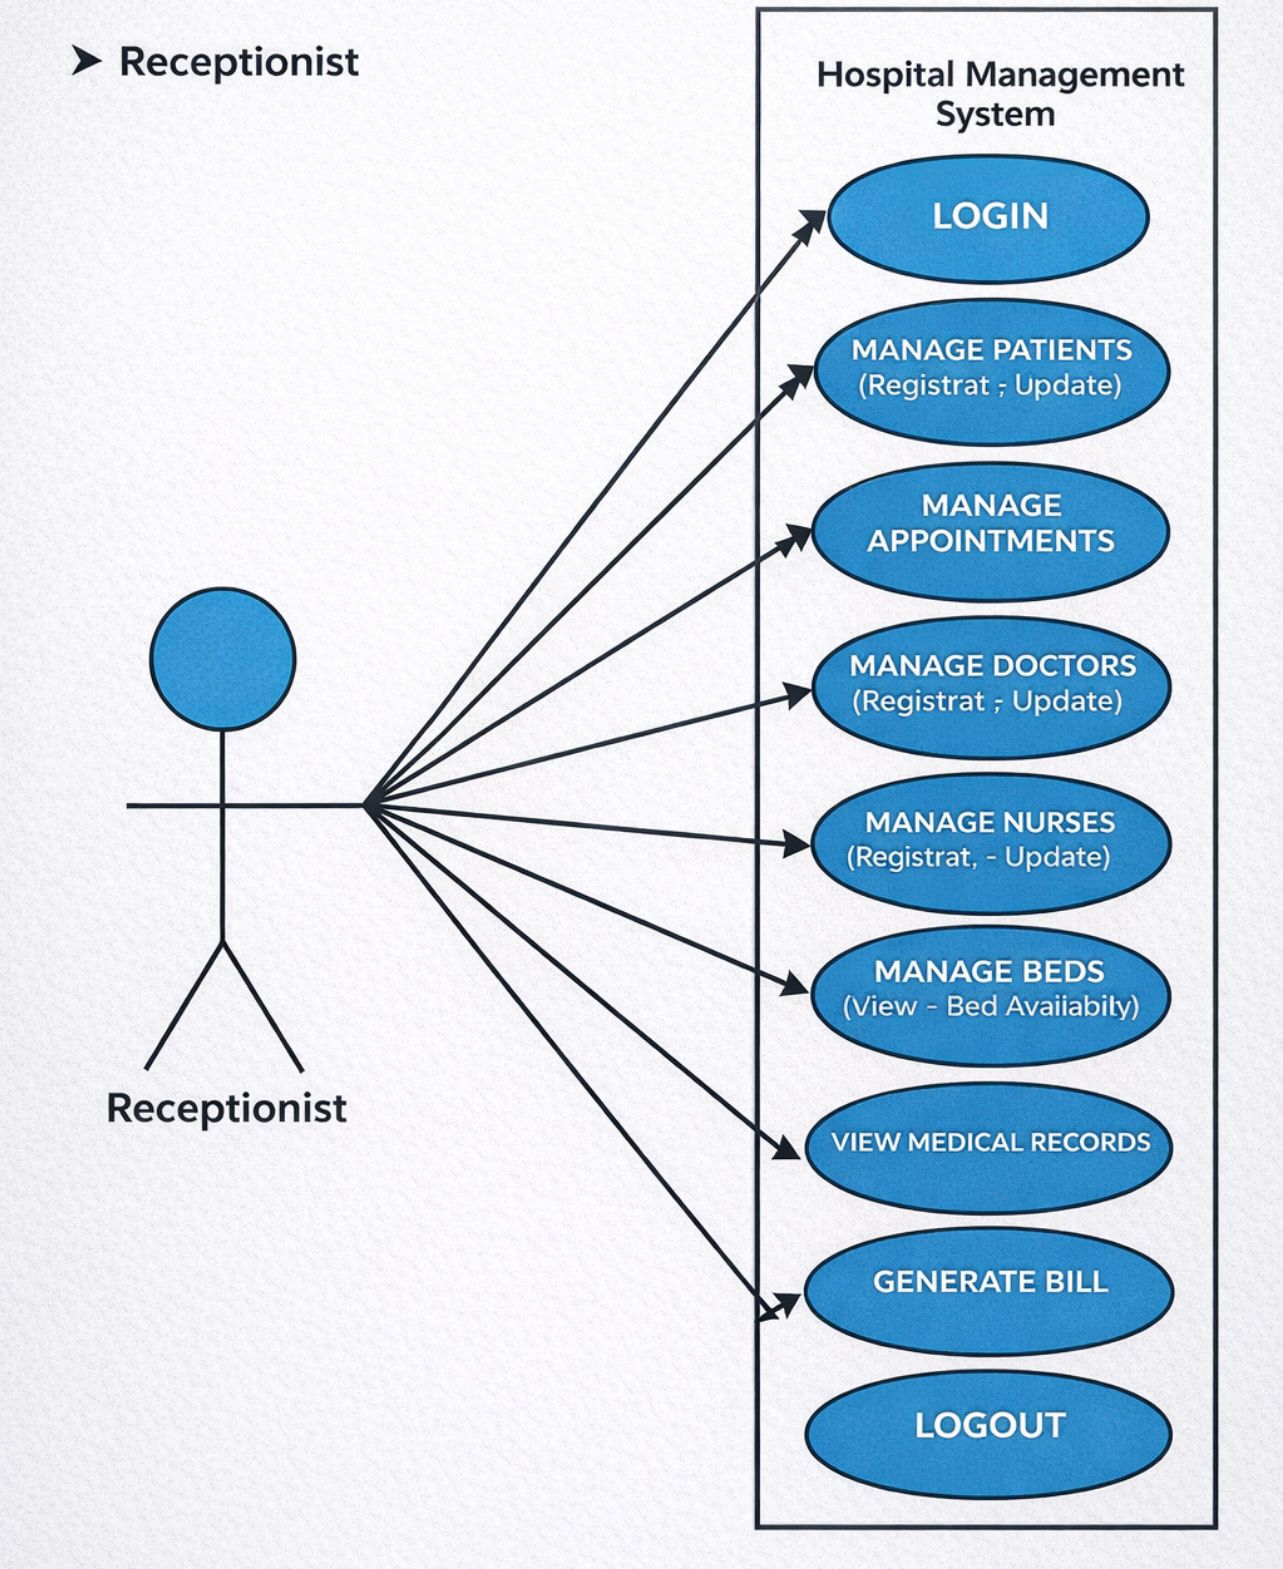 ➤ Receptionist
Hospital Management
System
LOGIN
MANAGE PATIENTS
(Registrat ; Update)
MANAGE
APPOINTMENTS
MANAGE DOCTORS
(Registrat ; Update)
MANAGE NURSES
(Registrat, - Update)
MANAGE BEDS
(View - Bed Avaiiabily)
VIEW MEDICAL RECORDS
GENERATE BILL
LOGOUT
Receptionist